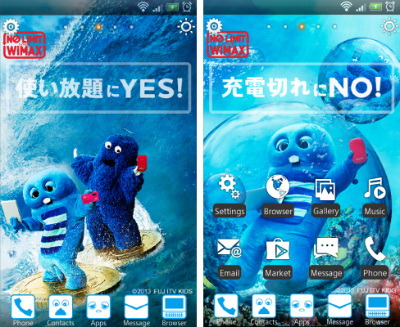 NO LIMIT
WiMAX
使い放題にYES!
©2013 FUJI TV KIDS
Phone
Contacts
Apps
Message
Browser
NO LIMIT
WiMAX
充電切れにNO!
Settings
Browser
Gallery
Music
Email
Market
Message
Phone
©2013 FUJI TV KIDS
Phone
Contacts
Apps
Message
Browser